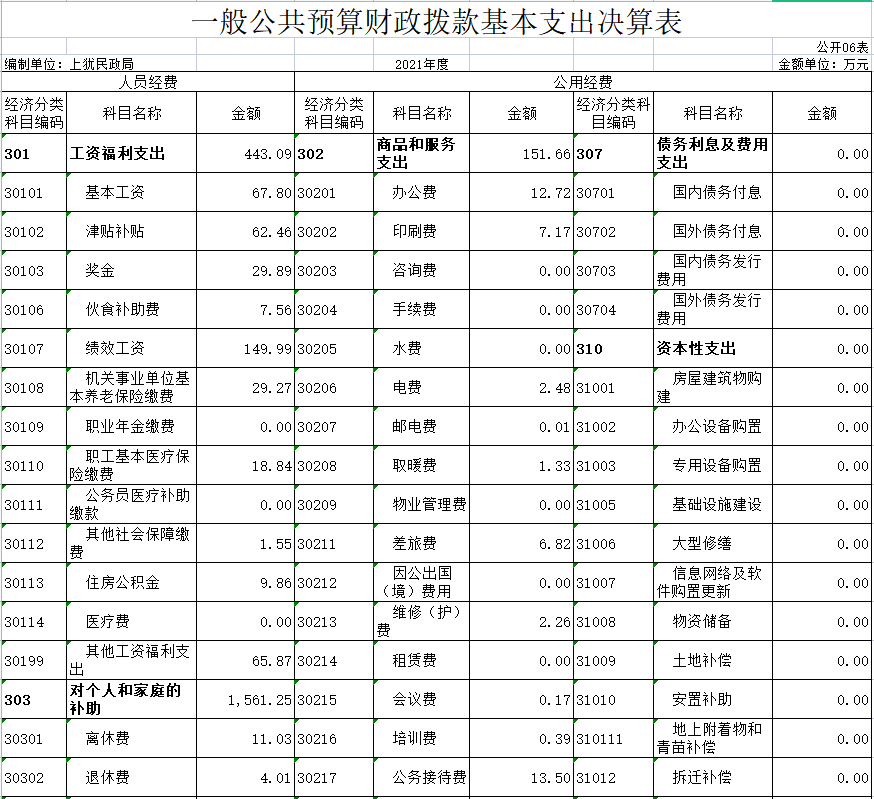 一般公共预算财政拨款基本支出决算表
公开06表
编制单位：上犹民政局 2021年度 金额单位：万元
人员经费 公用经费
经济分类科目编码 科目名称 金额 经济分类科目编码 科目名称 金额 经济分类科目编码 科目名称 金额
301 工资福利支出 443.09 302 商品和服务支出 151.66 307 债务利息及费用支出 0.00
30101 基本工资 67.80 30201 办公费 12.72 30701 国内债务付息 0.00
30102 津贴补贴 62.46 30202 印刷费 7.17 30702 国外债务付息 0.00
30103 奖金 29.89 30203 咨询费 0.00 30703 国内债务发行费用 0.00
30106 伙食补助费 7.56 30204 手续费 0.00 30704 国外债务发行费用 0.00
30107 绩效工资 149.99 30205 水费 0.00 310 资本性支出 0.00
30108 机关事业单位基本养老保险缴费 29.27 30206 电费 2.48 31001 房屋建筑物购建 0.00
30109 职业年金缴费 0.00 30207 邮电费 0.01 31002 办公设备购置 0.00
30110 职工基本医疗保险缴费 18.84 30208 取暖费 1.33 31003 专用设备购置 0.00
30111 公务员医疗补助缴款 0.00 30209 物业管理费 0.00 31005 基础设施建设 0.00
30112 其他社会保障缴费 1.55 30211 差旅费 6.82 31006 大型修缮 0.00
30113 住房公积金 9.86 30212 因公出国（境）费用 0.00 31007 信息网络及软件购置更新 0.00
30114 医疗费 0.00 30213 维修（护）费 2.26 31008 物资储备 0.00
30199 其他工资福利支出 65.87 30214 租赁费 0.00 31009 土地补偿 0.00
303 对个人和家庭的补助 1,561.25 30215 会议费 0.17 31010 安置补助 0.00
30301 离休费 11.03 30216 培训费 0.39 310111 地上附着物和青苗补偿 0.00
30302 退休费 4.01 30217 公务接待费 13.50 31012 拆迁补偿 0.00